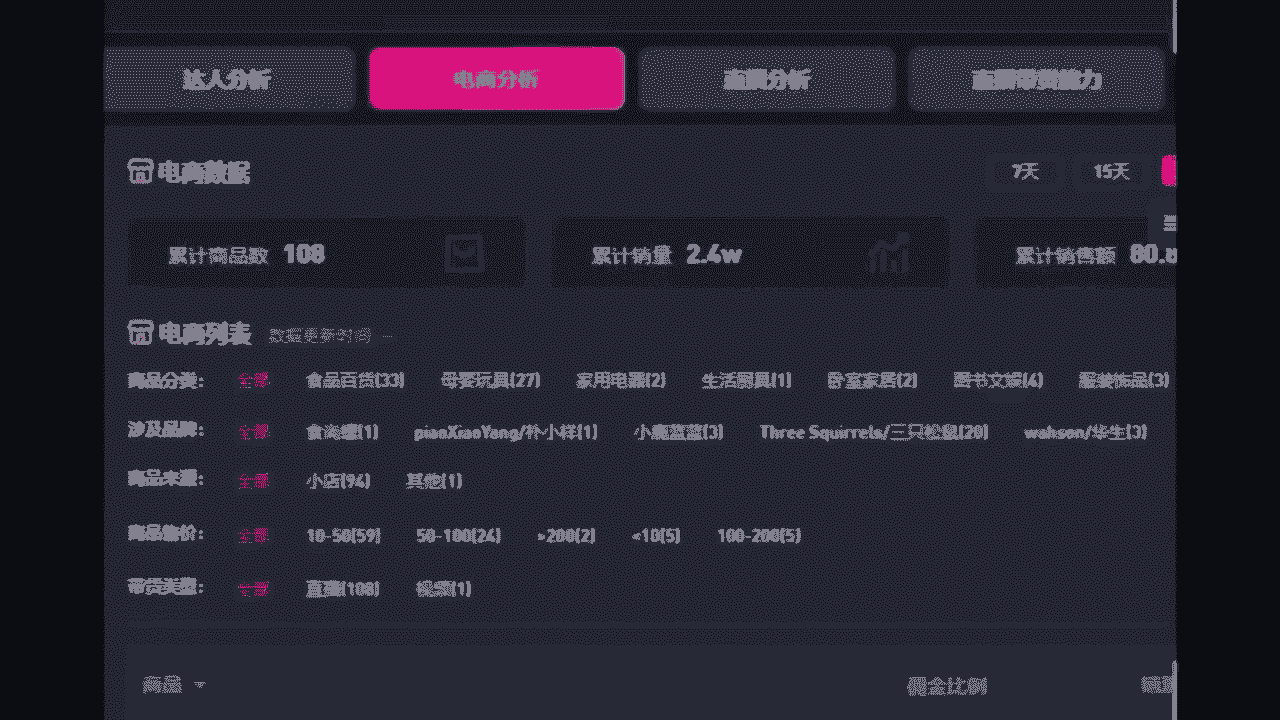 达人分析 电商分析 直播分析 直播带货能力
电商数据 7天 15天
累计商品数 108 累计销量 2.4w 累计销售额 80.8
电商列表 数据更新时间 —
商品分类： 全部 食品百货(33) 母婴玩具(27) 家用电器(2) 生活厨具(1) 卧室家居(2) 图书文娱(4) 服装饰品(3)
涉及品牌： 全部 (1) pianXiaoYang/朴小样(1) 小鹿蓝蓝(3) Three Squirrels/三只松鼠(20) wahson/华生(3)
商品来源： 全部 小店(94) 其他(1)
商品售价： 全部 10-50(59) 50-100(24) >200(2) <10(5) 100-200(5)
带货类型： 全部 直播(108) 视频(1)
商品 佣金比例